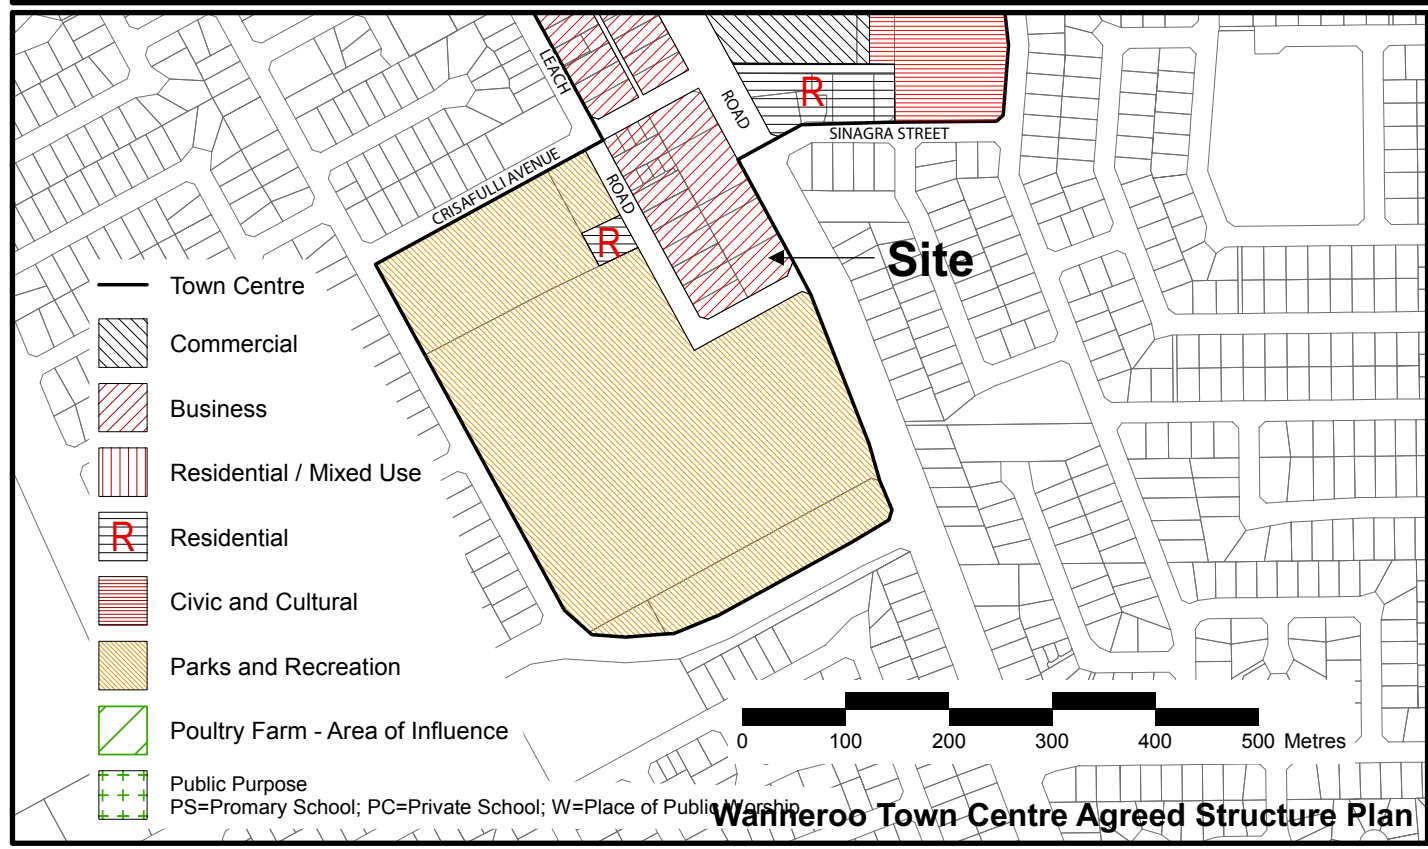 LEACH
ROAD
ROAD
R
SINAGRA STREET
CRISAFULLI AVENUE
R
Site
Town Centre
Commercial
Business
Residential / Mixed Use
R Residential
Civic and Cultural
Parks and Recreation
Poultry Farm - Area of Influence
Public Purpose
PS=Promary School; PC=Private School; W=Place of Public Worship
0 100 200 300 400 500 Metres
Wanneroo Town Centre Agreed Structure Plan